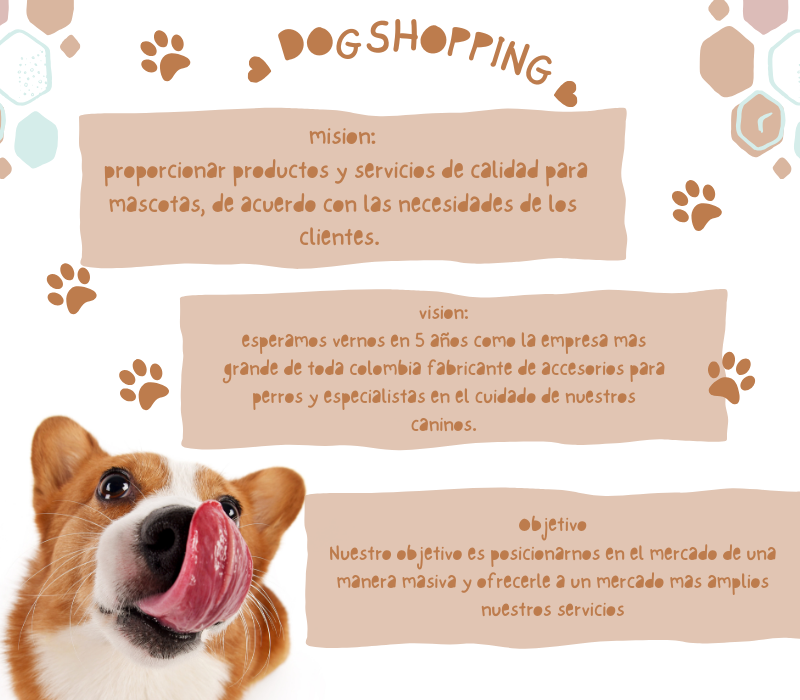 DOGSHOPPING
mision:
proporcionar productos y servicios de calidad para
mascotas, de acuerdo con las necesidades de los
clientes.
vision:
esperamos vernos en 5 años como la empresa mas
grande de toda colombia fabricante de accesorios para
perros y especialistas en el cuidado de nuestros
caninos.
Objetivo
Nuestro objetivo es posicionarnos en el mercado de una
manera masiva y ofrecerle a un mercado mas amplios
nuestros servicios